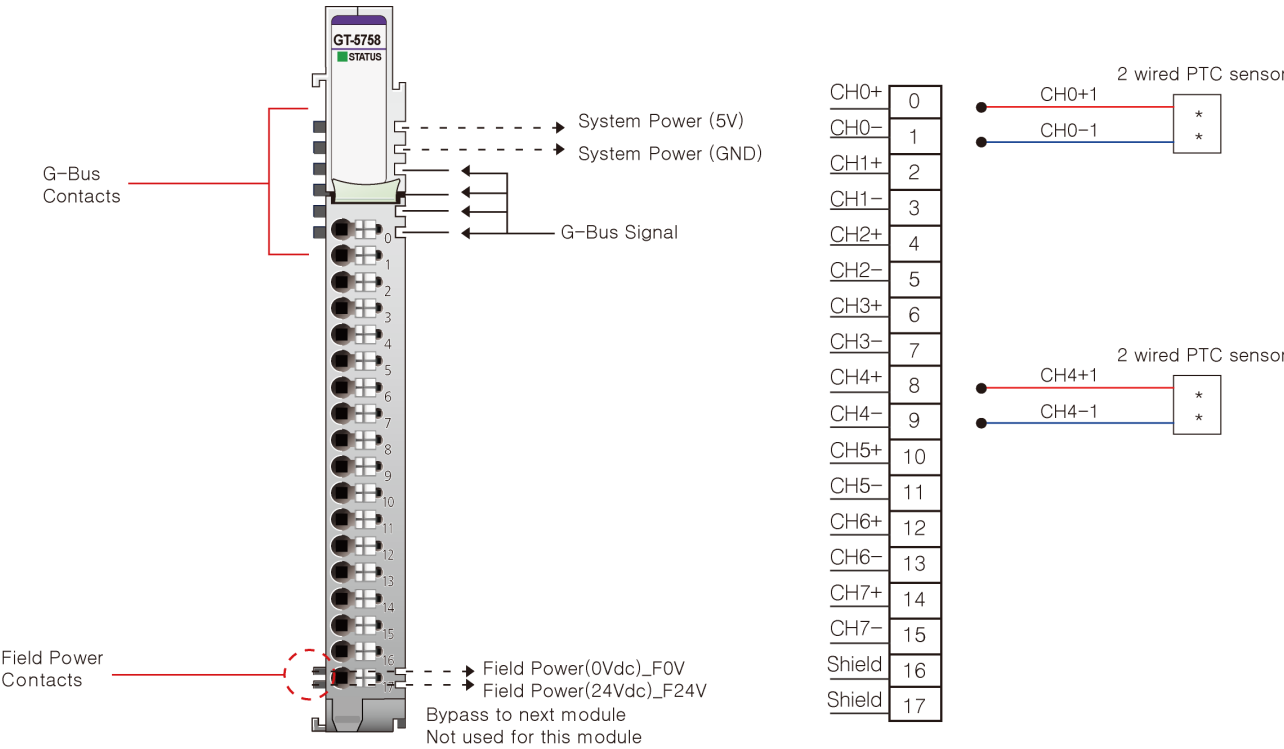 GT-5758
STATUS
G-Bus
Contacts
System Power (5V)
System Power (GND)
G-Bus Signal
0
1
2
3
4
5
6
7
8
9
10
11
12
13
14
15
16
17
Field Power
Contacts
Field Power(0Vdc)_F0V
Field Power(24Vdc)_F24V
Bypass to next module
Not used for this module
CH0+ 0
CH0- 1
CH1+ 2
CH1- 3
CH2+ 4
CH2- 5
CH3+ 6
CH3- 7
CH4+ 8
CH4- 9
CH5+ 10
CH5- 11
CH6+ 12
CH6- 13
CH7+ 14
CH7- 15
Shield 16
Shield 17
2 wired PTC sensor
CH0+1
*
CH0-1
*
2 wired PTC sensor
CH4+1
*
CH4-1
*